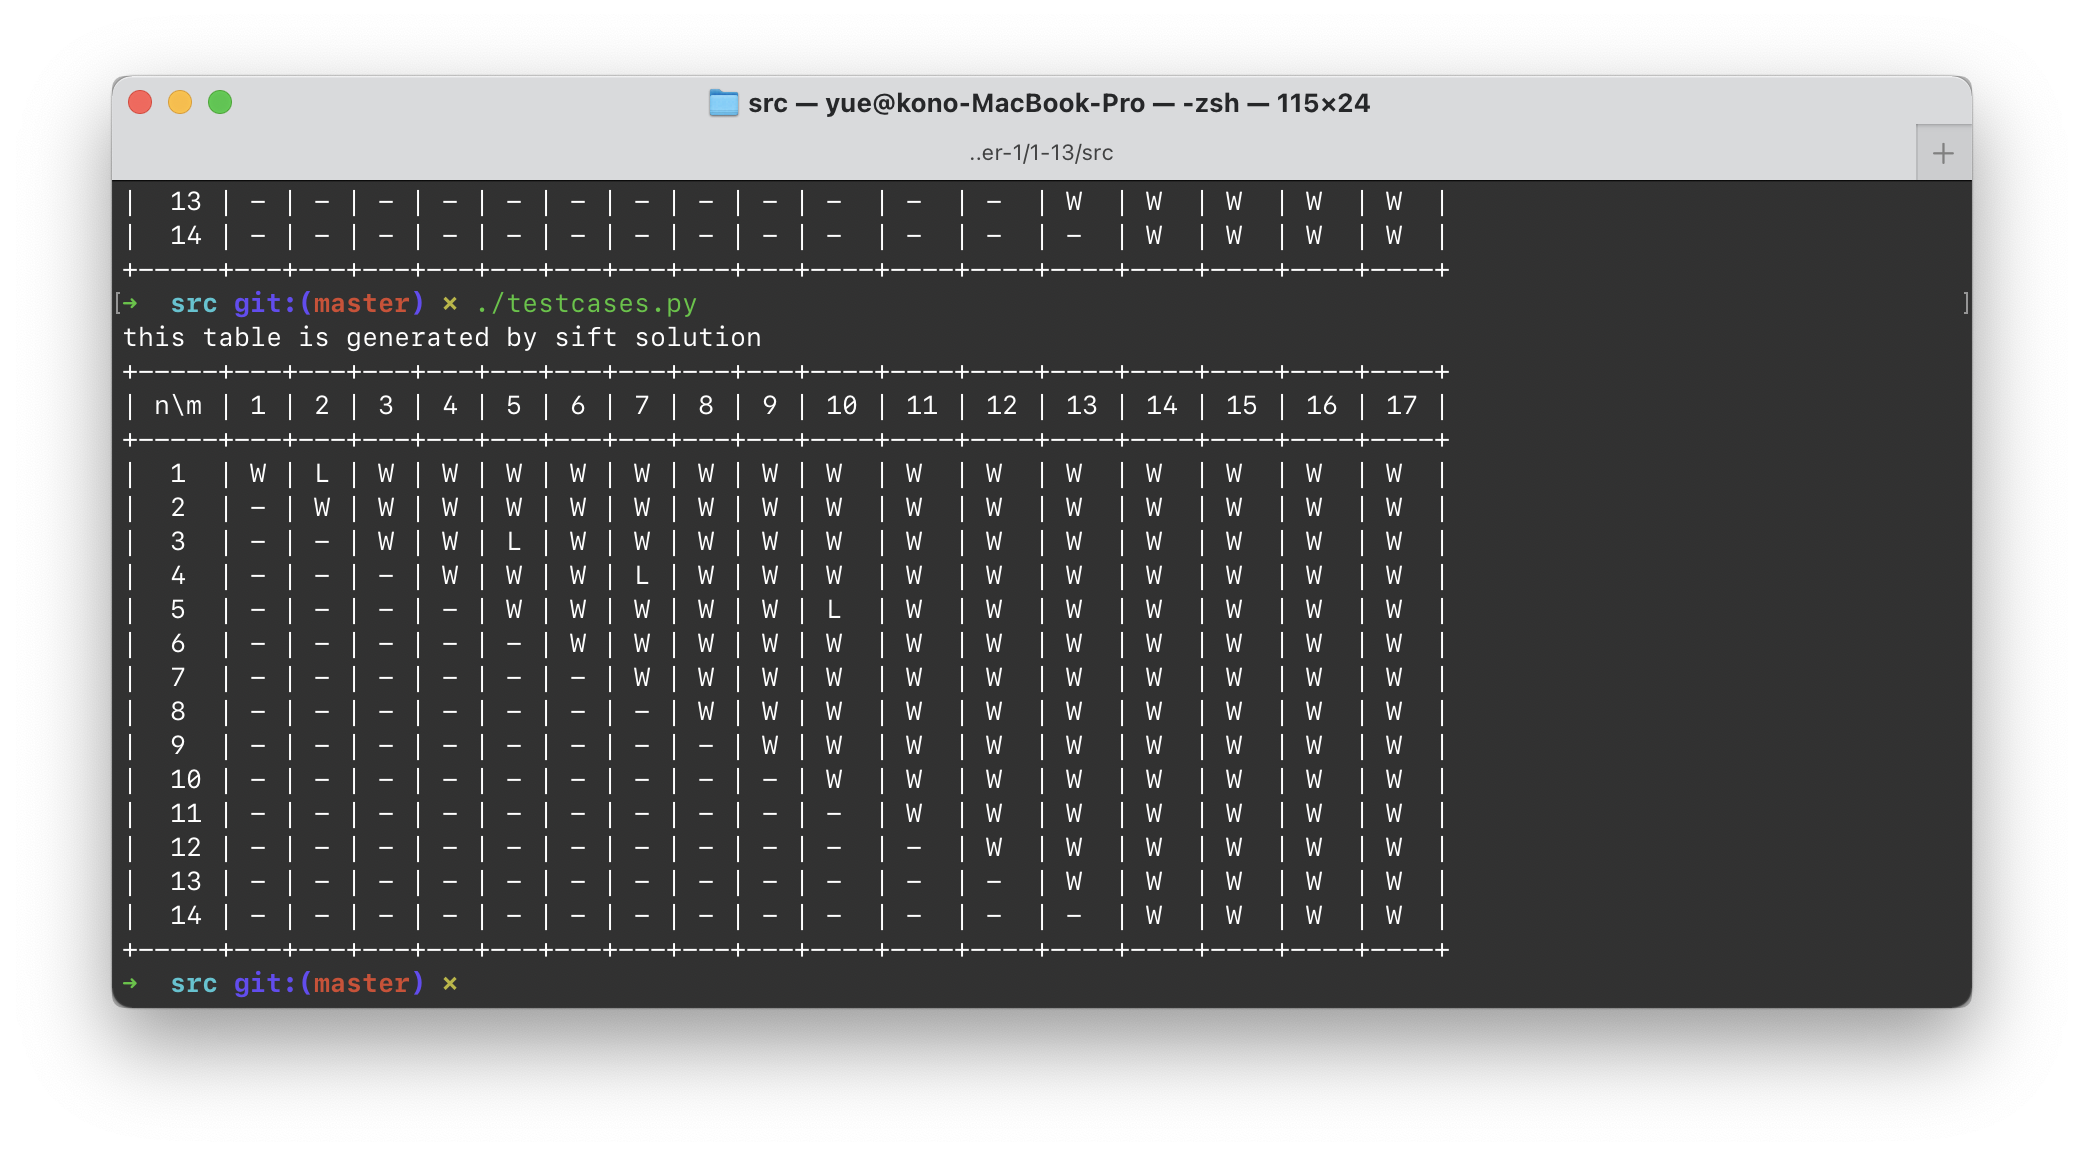 src — yue@kono-MacBook-Pro — -zsh — 115×24
..er-1/1-13/src
+
|  13 | - | - | - | - | - | - | - | - | - | -  | -  | -  | W  | W  | W  | W  | W  |
|  14 | - | - | - | - | - | - | - | - | - | -  | -  | -  | -  | W  | W  | W  | W  |
+-----+---+---+---+---+---+---+---+---+---+----+----+----+----+----+----+----+----+
[➜  src git:(master) × ./testcases.py ]
this table is generated by sift solution
+-----+---+---+---+---+---+---+---+---+---+----+----+----+----+----+----+----+----+
| n\m | 1 | 2 | 3 | 4 | 5 | 6 | 7 | 8 | 9 | 10 | 11 | 12 | 13 | 14 | 15 | 16 | 17 |
+-----+---+---+---+---+---+---+---+---+---+----+----+----+----+----+----+----+----+
|  1  | W | L | W | W | W | W | W | W | W | W  | W  | W  | W  | W  | W  | W  | W  |
|  2  | - | W | W | W | W | W | W | W | W | W  | W  | W  | W  | W  | W  | W  | W  |
|  3  | - | - | W | W | L | W | W | W | W | W  | W  | W  | W  | W  | W  | W  | W  |
|  4  | - | - | - | W | W | W | L | W | W | W  | W  | W  | W  | W  | W  | W  | W  |
|  5  | - | - | - | - | W | W | W | W | W | L  | W  | W  | W  | W  | W  | W  | W  |
|  6  | - | - | - | - | - | W | W | W | W | W  | W  | W  | W  | W  | W  | W  | W  |
|  7  | - | - | - | - | - | - | W | W | W | W  | W  | W  | W  | W  | W  | W  | W  |
|  8  | - | - | - | - | - | - | - | W | W | W  | W  | W  | W  | W  | W  | W  | W  |
|  9  | - | - | - | - | - | - | - | - | W | W  | W  | W  | W  | W  | W  | W  | W  |
|  10 | - | - | - | - | - | - | - | - | - | W  | W  | W  | W  | W  | W  | W  | W  |
|  11 | - | - | - | - | - | - | - | - | - | -  | W  | W  | W  | W  | W  | W  | W  |
|  12 | - | - | - | - | - | - | - | - | - | -  | -  | W  | W  | W  | W  | W  | W  |
|  13 | - | - | - | - | - | - | - | - | - | -  | -  | -  | W  | W  | W  | W  | W  |
|  14 | - | - | - | - | - | - | - | - | - | -  | -  | -  | -  | W  | W  | W  | W  |
+-----+---+---+---+---+---+---+---+---+---+----+----+----+----+----+----+----+----+
➜  src git:(master) ×